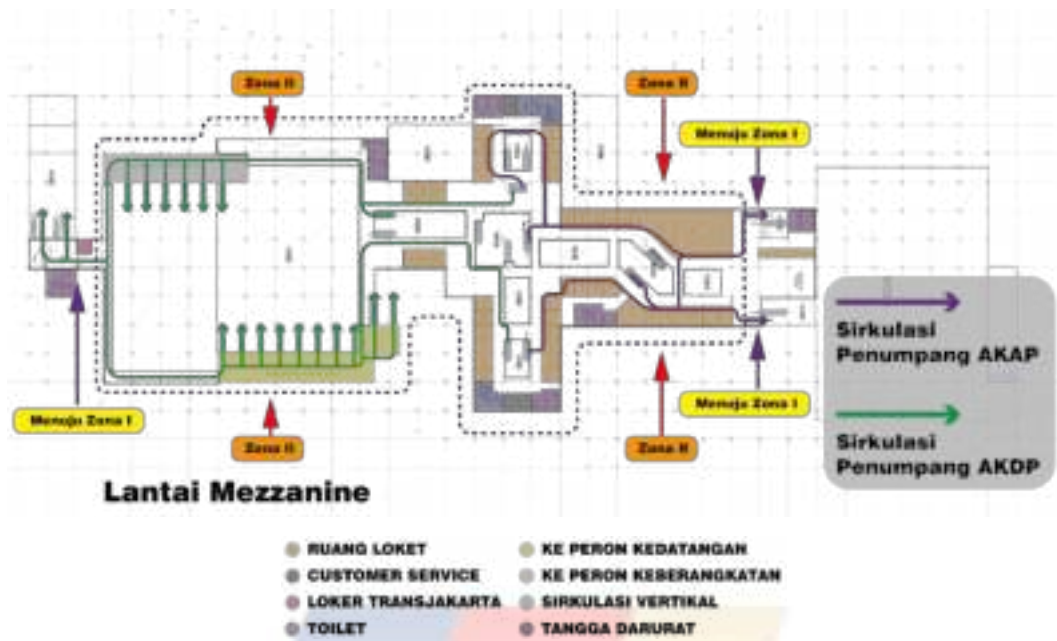 Zona II
Zona II
Menuju Zona I
Sirkulasi
Penumpang AKAP
Sirkulasi
Penumpang AKDP
Menuju Zona I
Menuju Zona I
Zona II
Zona II
Lantai Mezzanine
RUANG LOKET
KE PERON KEDATANGAN
CUSTOMER SERVICE
KE PERON KEBERANGKATAN
LOKER TRANSJAKARTA
SIRKULASI VERTIKAL
TOILET
TANGGA DARURAT